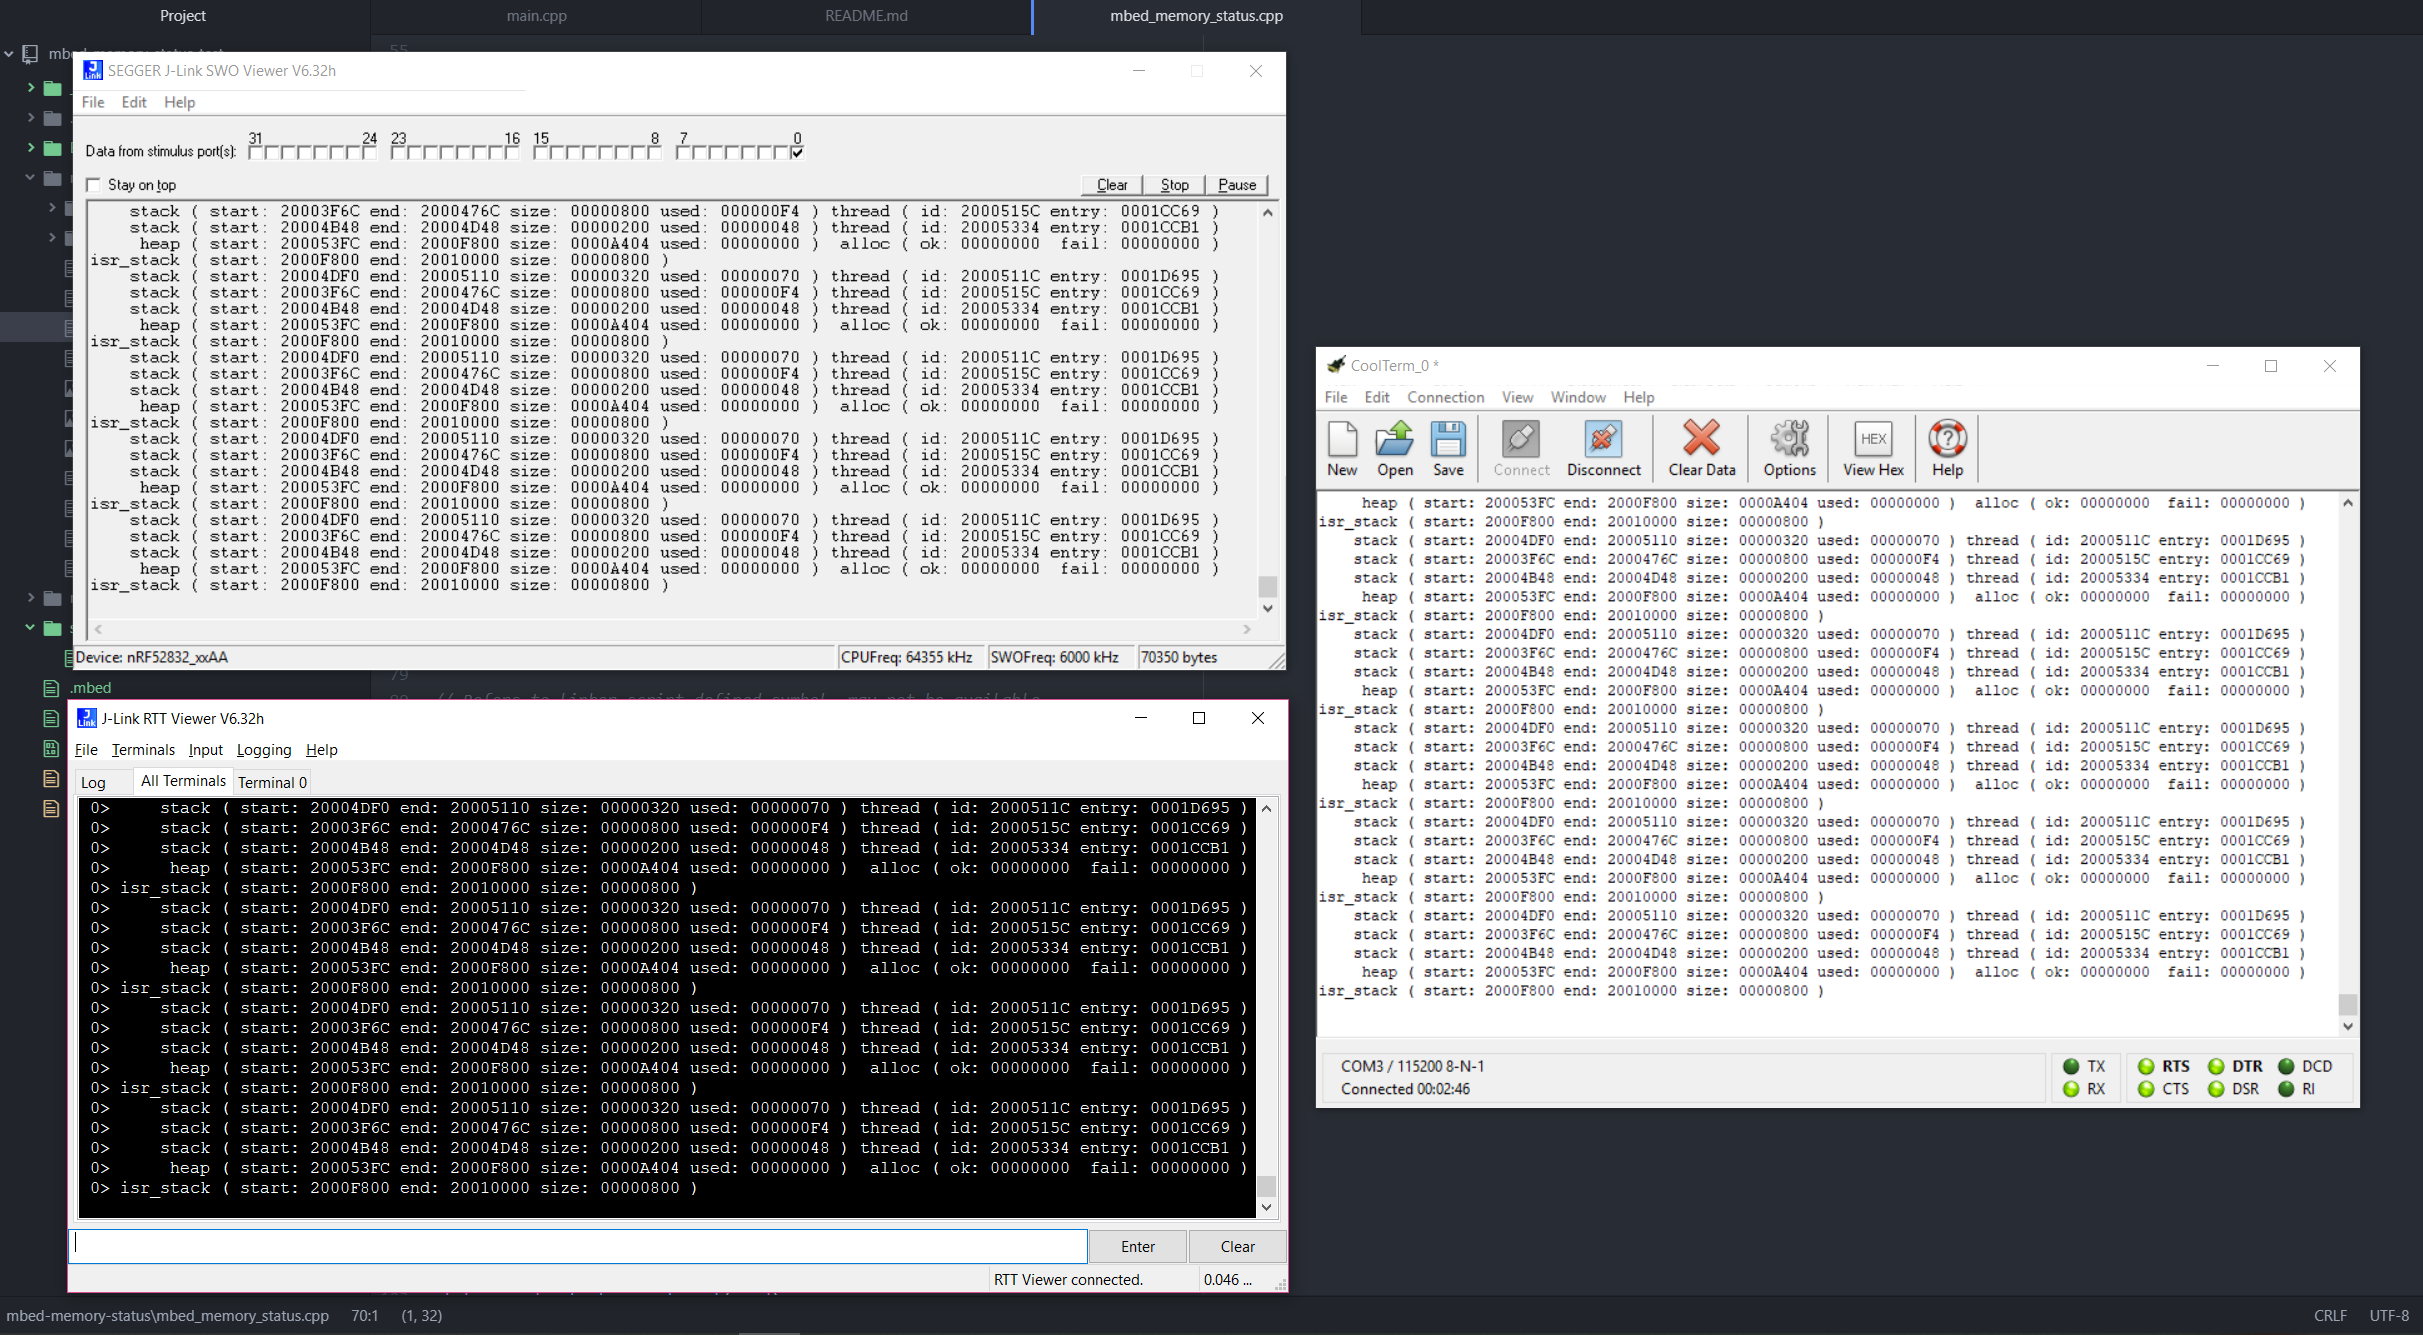 Project
main.cpp
README.md
mbed_memory_status.cpp
55
SEGGER J-Link SWO Viewer V6.32h
File Edit Help
31 24 23 16 15 8 7 0
Data from stimulus port(s):
Stay on top
Clear Stop Pause
stack ( start: 20003F6C end: 2000476C size: 00000800 used: 000000F4 ) thread ( id: 2000515C entry: 0001CC69 )
stack ( start: 20004B48 end: 20004D48 size: 00000200 used: 00000048 ) thread ( id: 20005334 entry: 0001CCB1 )
heap ( start: 200053FC end: 2000F800 size: 0000A404 used: 00000000 ) alloc ( ok: 00000000 fail: 00000000 )
isr_stack ( start: 2000F800 end: 20010000 size: 00000800 )
stack ( start: 20004DF0 end: 20005110 size: 00000320 used: 00000070 ) thread ( id: 2000511C entry: 0001D695 )
stack ( start: 20003F6C end: 2000476C size: 00000800 used: 000000F4 ) thread ( id: 2000515C entry: 0001CC69 )
stack ( start: 20004B48 end: 20004D48 size: 00000200 used: 00000048 ) thread ( id: 20005334 entry: 0001CCB1 )
heap ( start: 200053FC end: 2000F800 size: 0000A404 used: 00000000 ) alloc ( ok: 00000000 fail: 00000000 )
isr_stack ( start: 2000F800 end: 20010000 size: 00000800 )
stack ( start: 20004DF0 end: 20005110 size: 00000320 used: 00000070 ) thread ( id: 2000511C entry: 0001D695 )
stack ( start: 20003F6C end: 2000476C size: 00000800 used: 000000F4 ) thread ( id: 2000515C entry: 0001CC69 )
stack ( start: 20004B48 end: 20004D48 size: 00000200 used: 00000048 ) thread ( id: 20005334 entry: 0001CCB1 )
heap ( start: 200053FC end: 2000F800 size: 0000A404 used: 00000000 ) alloc ( ok: 00000000 fail: 00000000 )
isr_stack ( start: 2000F800 end: 20010000 size: 00000800 )
stack ( start: 20004DF0 end: 20005110 size: 00000320 used: 00000070 ) thread ( id: 2000511C entry: 0001D695 )
stack ( start: 20003F6C end: 2000476C size: 00000800 used: 000000F4 ) thread ( id: 2000515C entry: 0001CC69 )
stack ( start: 20004B48 end: 20004D48 size: 00000200 used: 00000048 ) thread ( id: 20005334 entry: 0001CCB1 )
heap ( start: 200053FC end: 2000F800 size: 0000A404 used: 00000000 ) alloc ( ok: 00000000 fail: 00000000 )
isr_stack ( start: 2000F800 end: 20010000 size: 00000800 )
stack ( start: 20004DF0 end: 20005110 size: 00000320 used: 00000070 ) thread ( id: 2000511C entry: 0001D695 )
stack ( start: 20003F6C end: 2000476C size: 00000800 used: 000000F4 ) thread ( id: 2000515C entry: 0001CC69 )
stack ( start: 20004B48 end: 20004D48 size: 00000200 used: 00000048 ) thread ( id: 20005334 entry: 0001CCB1 )
heap ( start: 200053FC end: 2000F800 size: 0000A404 used: 00000000 ) alloc ( ok: 00000000 fail: 00000000 )
isr_stack ( start: 2000F800 end: 20010000 size: 00000800 )
Device: nRF52832_xxAA CPUFreq: 64355 kHz SWOFreq: 6000 kHz 70350 bytes
79
.mbed
J-Link RTT Viewer V6.32h
File Terminals Input Logging Help
Log All Terminals Terminal 0
0> stack ( start: 20004DF0 end: 20005110 size: 00000320 used: 00000070 ) thread ( id: 2000511C entry: 0001D695 )
0> stack ( start: 20003F6C end: 2000476C size: 00000800 used: 000000F4 ) thread ( id: 2000515C entry: 0001CC69 )
0> stack ( start: 20004B48 end: 20004D48 size: 00000200 used: 00000048 ) thread ( id: 20005334 entry: 0001CCB1 )
0> heap ( start: 200053FC end: 2000F800 size: 0000A404 used: 00000000 ) alloc ( ok: 00000000 fail: 00000000 )
0> isr_stack ( start: 2000F800 end: 20010000 size: 00000800 )
0> stack ( start: 20004DF0 end: 20005110 size: 00000320 used: 00000070 ) thread ( id: 2000511C entry: 0001D695 )
0> stack ( start: 20003F6C end: 2000476C size: 00000800 used: 000000F4 ) thread ( id: 2000515C entry: 0001CC69 )
0> stack ( start: 20004B48 end: 20004D48 size: 00000200 used: 00000048 ) thread ( id: 20005334 entry: 0001CCB1 )
0> heap ( start: 200053FC end: 2000F800 size: 0000A404 used: 00000000 ) alloc ( ok: 00000000 fail: 00000000 )
0> isr_stack ( start: 2000F800 end: 20010000 size: 00000800 )
0> stack ( start: 20004DF0 end: 20005110 size: 00000320 used: 00000070 ) thread ( id: 2000511C entry: 0001D695 )
0> stack ( start: 20003F6C end: 2000476C size: 00000800 used: 000000F4 ) thread ( id: 2000515C entry: 0001CC69 )
0> stack ( start: 20004B48 end: 20004D48 size: 00000200 used: 00000048 ) thread ( id: 20005334 entry: 0001CCB1 )
0> heap ( start: 200053FC end: 2000F800 size: 0000A404 used: 00000000 ) alloc ( ok: 00000000 fail: 00000000 )
0> isr_stack ( start: 2000F800 end: 20010000 size: 00000800 )
0> stack ( start: 20004DF0 end: 20005110 size: 00000320 used: 00000070 ) thread ( id: 2000511C entry: 0001D695 )
0> stack ( start: 20003F6C end: 2000476C size: 00000800 used: 000000F4 ) thread ( id: 2000515C entry: 0001CC69 )
0> stack ( start: 20004B48 end: 20004D48 size: 00000200 used: 00000048 ) thread ( id: 20005334 entry: 0001CCB1 )
0> heap ( start: 200053FC end: 2000F800 size: 0000A404 used: 00000000 ) alloc ( ok: 00000000 fail: 00000000 )
0> isr_stack ( start: 2000F800 end: 20010000 size: 00000800 )
Enter Clear
RTT Viewer connected. 0.046 ...
CoolTerm_0 *
File Edit Connection View Window Help
HEX
New Open Save Connect Disconnect Clear Data Options View Hex Help
heap ( start: 200053FC end: 2000F800 size: 0000A404 used: 00000000 ) alloc ( ok: 00000000 fail: 00000000 )
isr_stack ( start: 2000F800 end: 20010000 size: 00000800 )
stack ( start: 20004DF0 end: 20005110 size: 00000320 used: 00000070 ) thread ( id: 2000511C entry: 0001D695 )
stack ( start: 20003F6C end: 2000476C size: 00000800 used: 000000F4 ) thread ( id: 2000515C entry: 0001CC69 )
stack ( start: 20004B48 end: 20004D48 size: 00000200 used: 00000048 ) thread ( id: 20005334 entry: 0001CCB1 )
heap ( start: 200053FC end: 2000F800 size: 0000A404 used: 00000000 ) alloc ( ok: 00000000 fail: 00000000 )
isr_stack ( start: 2000F800 end: 20010000 size: 00000800 )
stack ( start: 20004DF0 end: 20005110 size: 00000320 used: 00000070 ) thread ( id: 2000511C entry: 0001D695 )
stack ( start: 20003F6C end: 2000476C size: 00000800 used: 000000F4 ) thread ( id: 2000515C entry: 0001CC69 )
stack ( start: 20004B48 end: 20004D48 size: 00000200 used: 00000048 ) thread ( id: 20005334 entry: 0001CCB1 )
heap ( start: 200053FC end: 2000F800 size: 0000A404 used: 00000000 ) alloc ( ok: 00000000 fail: 00000000 )
isr_stack ( start: 2000F800 end: 20010000 size: 00000800 )
stack ( start: 20004DF0 end: 20005110 size: 00000320 used: 00000070 ) thread ( id: 2000511C entry: 0001D695 )
stack ( start: 20003F6C end: 2000476C size: 00000800 used: 000000F4 ) thread ( id: 2000515C entry: 0001CC69 )
stack ( start: 20004B48 end: 20004D48 size: 00000200 used: 00000048 ) thread ( id: 20005334 entry: 0001CCB1 )
heap ( start: 200053FC end: 2000F800 size: 0000A404 used: 00000000 ) alloc ( ok: 00000000 fail: 00000000 )
isr_stack ( start: 2000F800 end: 20010000 size: 00000800 )
stack ( start: 20004DF0 end: 20005110 size: 00000320 used: 00000070 ) thread ( id: 2000511C entry: 0001D695 )
stack ( start: 20003F6C end: 2000476C size: 00000800 used: 000000F4 ) thread ( id: 2000515C entry: 0001CC69 )
stack ( start: 20004B48 end: 20004D48 size: 00000200 used: 00000048 ) thread ( id: 20005334 entry: 0001CCB1 )
heap ( start: 200053FC end: 2000F800 size: 0000A404 used: 00000000 ) alloc ( ok: 00000000 fail: 00000000 )
isr_stack ( start: 2000F800 end: 20010000 size: 00000800 )
stack ( start: 20004DF0 end: 20005110 size: 00000320 used: 00000070 ) thread ( id: 2000511C entry: 0001D695 )
stack ( start: 20003F6C end: 2000476C size: 00000800 used: 000000F4 ) thread ( id: 2000515C entry: 0001CC69 )
stack ( start: 20004B48 end: 20004D48 size: 00000200 used: 00000048 ) thread ( id: 20005334 entry: 0001CCB1 )
heap ( start: 200053FC end: 2000F800 size: 0000A404 used: 00000000 ) alloc ( ok: 00000000 fail: 00000000 )
isr_stack ( start: 2000F800 end: 20010000 size: 00000800 )
COM3 / 115200 8-N-1 TX RTS DTR DCD
Connected 00:02:46 RX CTS DSR RI
mbed-memory-status\mbed_memory_status.cpp 70:1 (1, 32) CRLF UTF-8